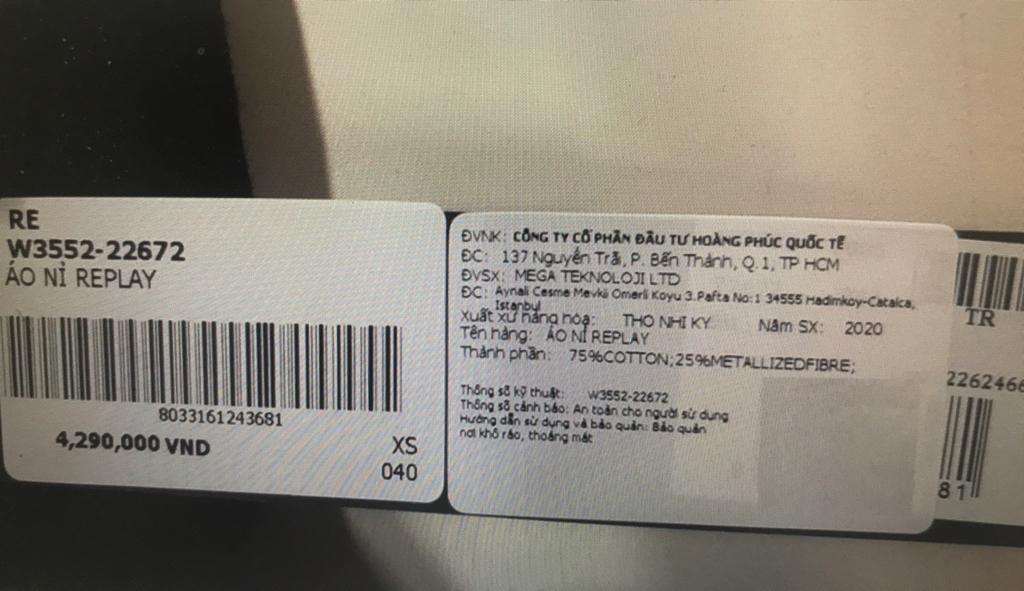 RE
W3552-22672
ÁO NỈ REPLAY
8033161243681
4,290,000 VND
XS
040
ĐVNK: CÔNG TY CỔ PHẦN ĐẦU TƯ HOÀNG PHÚC QUỐC TẾ
ĐC: 137 Nguyễn Trãi, P. Bến Thành, Q.1, TP HCM
ĐVSX: MEGA TEKNOLOJI LTD
ĐC: Aynali Cesme Mevkii Omerli Koyu 3.Pafta No:1 34555 Hadimkoy-Catalca,
Istanbul
Xuất xứ hàng hóa: THO NHI KY Năm SX: 2020
Tên hàng: ÁO NỈ REPLAY
Thành phần: 75%COTTON;25%METALLIZEDFIBRE;
Thông số kỹ thuật: W3552-22672
Thông số cảnh báo: An toàn cho người sử dụng
Hướng dẫn sử dụng và bảo quản: Bảo quản
nơi khô ráo, thoáng mát
TR
2262466
81